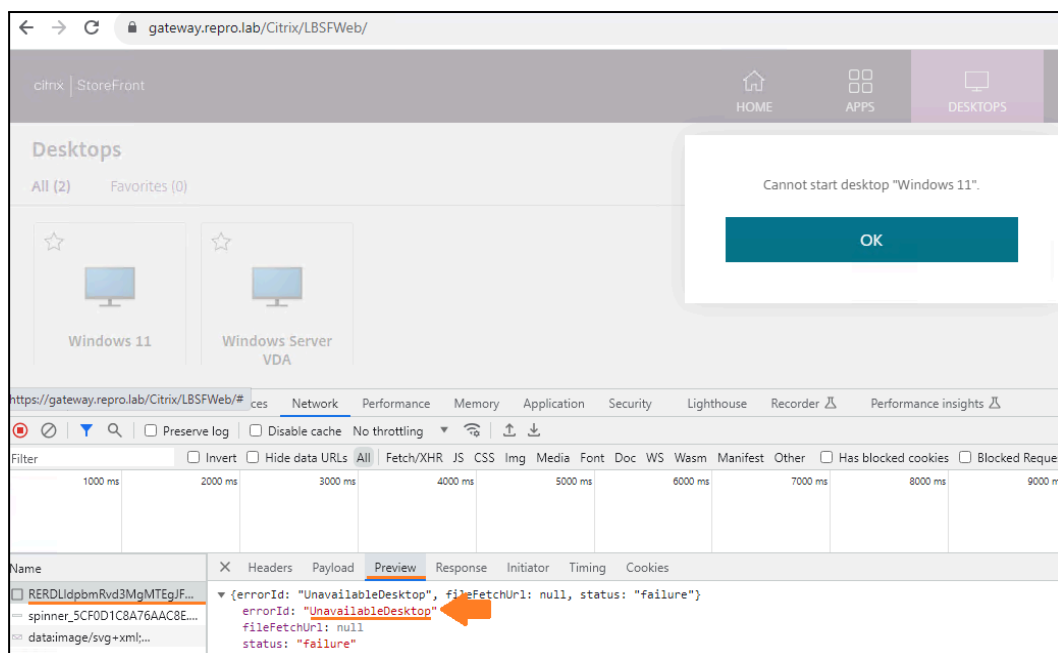 gateway.repro.lab/Citrix/LBSFWeb/
citrix | StoreFront
HOME
APPS
DESKTOPS
Desktops
All (2) Favorites (0)
Cannot start desktop "Windows 11".
OK
Windows 11
Windows Server
VDA
https://gateway.repro.lab/Citrix/LBSFWeb/# ces Network Performance Memory Application Security Lighthouse Recorder Performance insights
Preserve log Disable cache No throttling
Filter Invert Hide data URLs All Fetch/XHR JS CSS Img Media Font Doc WS Wasm Manifest Other Has blocked cookies Blocked Reque
1000 ms 2000 ms 3000 ms 4000 ms 5000 ms 6000 ms 7000 ms 8000 ms 9000 m
Name Headers Payload Preview Response Initiator Timing Cookies
RERDLldpbmRvd3MgMTEgJF...
spinner_5CF0D1C8A76AAC8E....
data:image/svg+xml;...
{errorId: "UnavailableDesktop", fileFetchUrl: null, status: "failure"}
errorId: "UnavailableDesktop"
fileFetchUrl: null
status: "failure"